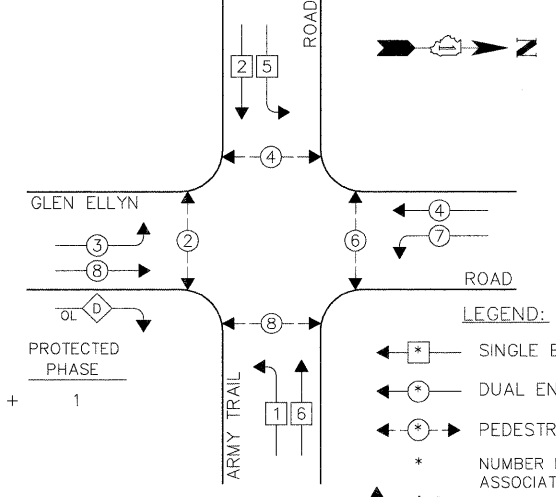 ROAD
N
2 5
4
GLEN ELLYN
3
8
2
6
4
7
ROAD
OL D
PROTECTED
PHASE
+ 1
8
ARMY TRAIL
1 6
LEGEND:
* SINGLE E
* DUAL EN
* PEDESTR
* NUMBER
ASSOCIAT